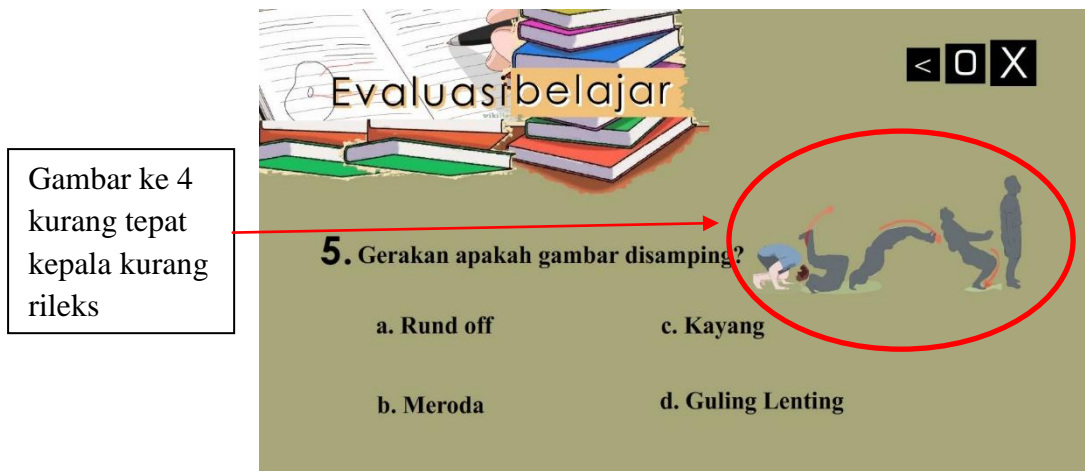 Evaluasi belajar
< O X
Gambar ke 4
kurang tepat
kepala kurang
rileks
5. Gerakan apakah gambar disamping?
a. Rund off
c. Kayang
b. Meroda
d. Guling Lenting